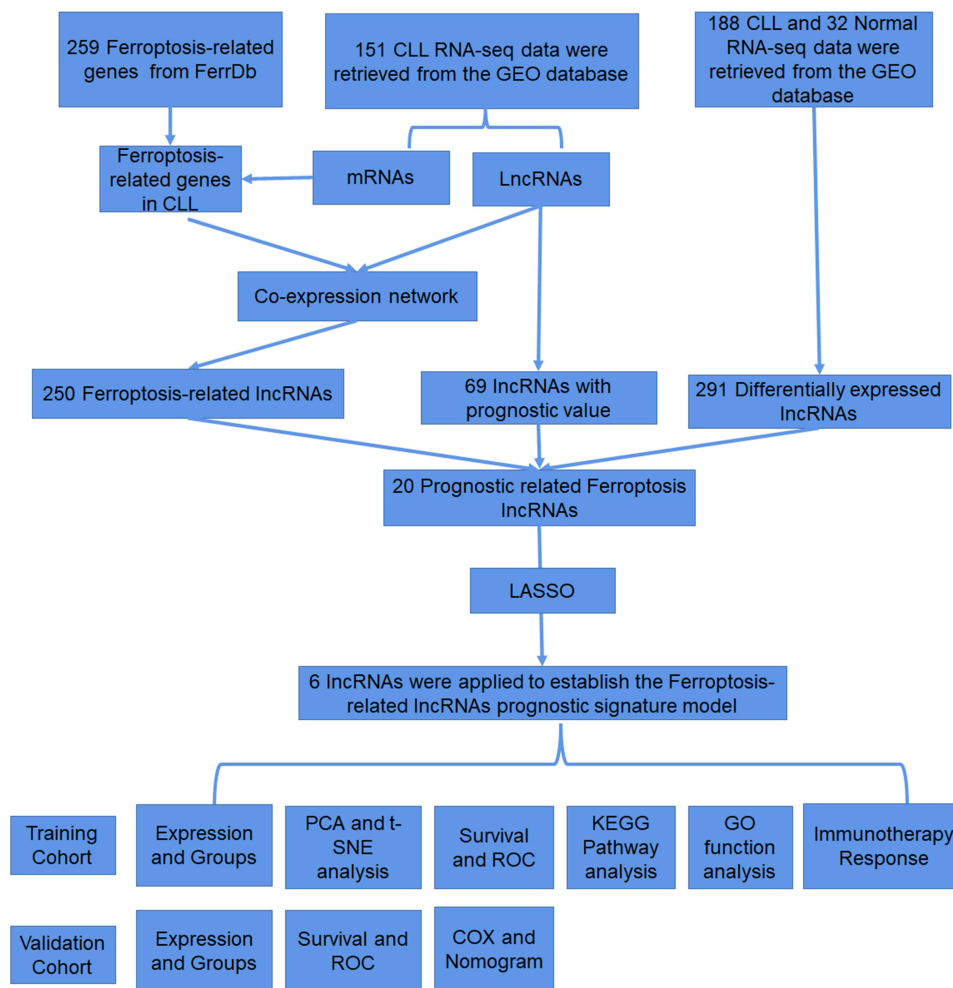 259 Ferroptosis-related
genes from FerrDb
151 CLL RNA-seq data were
retrieved from the GEO database
188 CLL and 32 Normal
RNA-seq data were
retrieved from the GEO
database
Ferroptosis-
related genes
in CLL
mRNAs
LncRNAs
Co-expression network
250 Ferroptosis-related lncRNAs
69 lncRNAs with
prognostic value
291 Differentially expressed
lncRNAs
20 Prognostic related Ferroptosis
lncRNAs
LASSO
6 lncRNAs were applied to establish the Ferroptosis-
related lncRNAs prognostic signature model
Training
Cohort
Expression
and Groups
PCA and t-
SNE
analysis
Survival
and ROC
KEGG
Pathway
analysis
GO
function
analysis
Immunotherapy
Response
Validation
Cohort
Expression
and Groups
Survival and
ROC
COX and
Nomogram